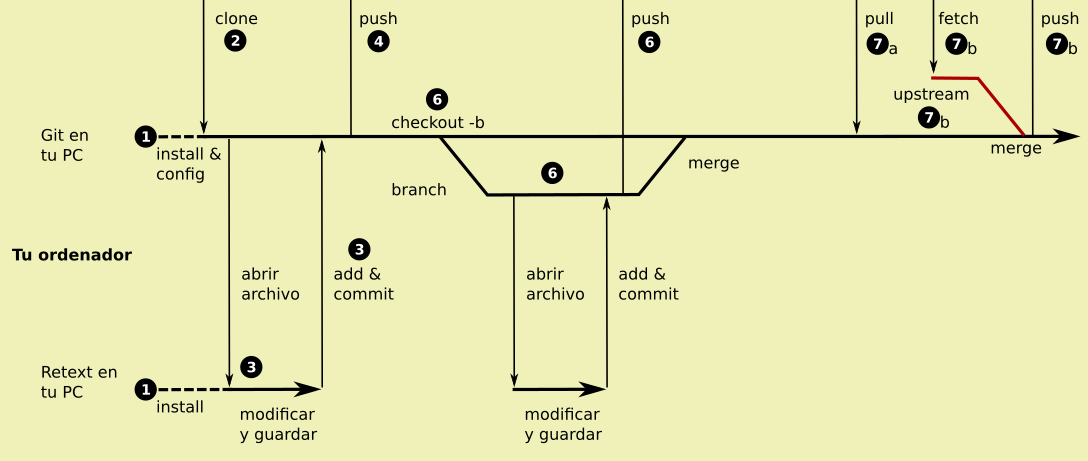 clone
2
push
4
push
6
pull
7a
fetch
7b
push
7b
6
checkout -b
upstream
7b
Git en
tu PC
1
install &
config
merge
merge
branch
6
Tu ordenador
3
abrir
archivo
add &
commit
abrir
archivo
add &
commit
Retext en
tu PC
1
install
3
modificar
y guardar
modificar
y guardar